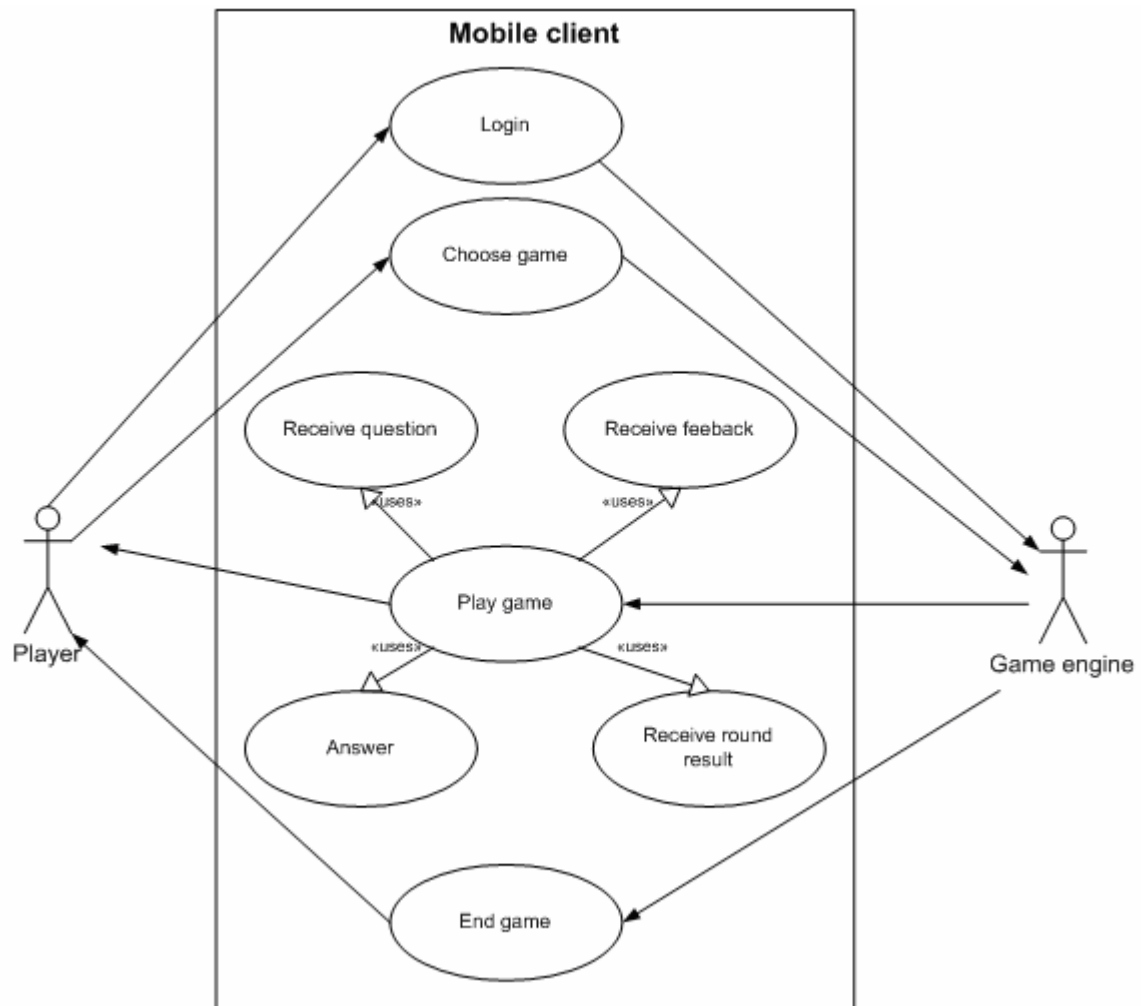 Mobile client
Login
Choose game
Receive question
Receive feeback
«uses»
«uses»
Play game
Player
Game engine
«uses»
«uses»
Answer
Receive round
result
End game